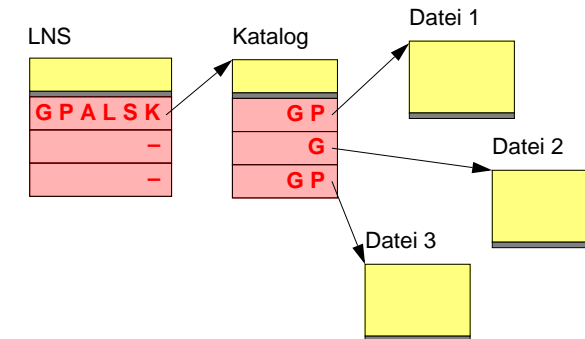 LNS
Katalog
Datei 1
G P A L S K
–
–
G P
G
G P
Datei 2
Datei 3